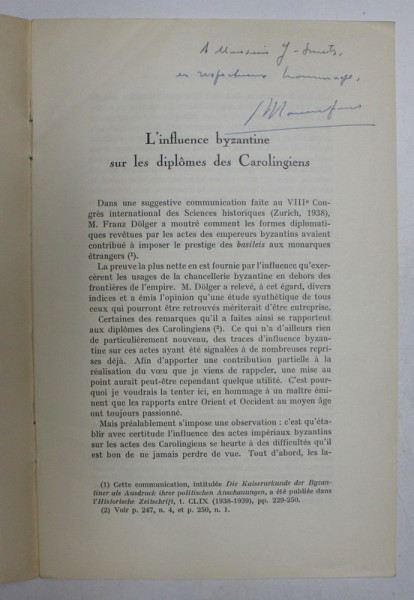 A Monsieur J. Smets,
en respectueux hommage,
L'influence byzantine
sur les diplômes des Carolingiens
Dans une suggestive communication faite au VIIIᵉ Con-
grès international des Sciences historiques (Zurich, 1938),
M. Franz Dölger a montré comment les formes diplomati-
ques revêtues par les actes des empereurs byzantins avaient
contribué à imposer le prestige des basileis aux monarques
étrangers (¹).
La preuve la plus nette en est fournie par l'influence qu'exer-
cèrent les usages de la chancellerie byzantine en dehors des
frontières de l'empire. M. Dölger a relevé, à cet égard, divers
indices et a émis l'opinion qu'une étude synthétique de tous
ceux qui pourront être retrouvés mériterait d'être entreprise.
Certaines des remarques qu'il a faites ainsi se rapportent
aux diplômes des Carolingiens (²). Ce qui n'a d'ailleurs rien
de particulièrement nouveau, des traces d'influence byzantine
sur ces actes ayant été signalées à de nombreuses repri-
ses déjà. Afin d'apporter une contribution partielle à la
réalisation du vœu que je viens de rappeler, une mise au
point aurait peut-être cependant quelque utilité. C'est pour-
quoi je voudrais la tenter ici, en hommage à un maître émi-
nent que les rapports entre Orient et Occident au moyen âge
ont toujours passionné.
Mais préalablement s'impose une observation : c'est qu'éta-
blir avec certitude l'influence des actes impériaux byzantins
sur les actes des Carolingiens se heurte à des difficultés qu'il
est bon de ne jamais perdre de vue. Tout d'abord, les la-
(1) Cette communication, intitulée Die Kaiserurkunde der Byzan-
tiner als Ausdruck ihrer politischen Anschauungen, a été publiée dans
l'Historische Zeitschrift, t. CLIX (1938-1939), pp. 229-250.
(2) Voir p. 247, n. 4, et p. 250, n. 1.